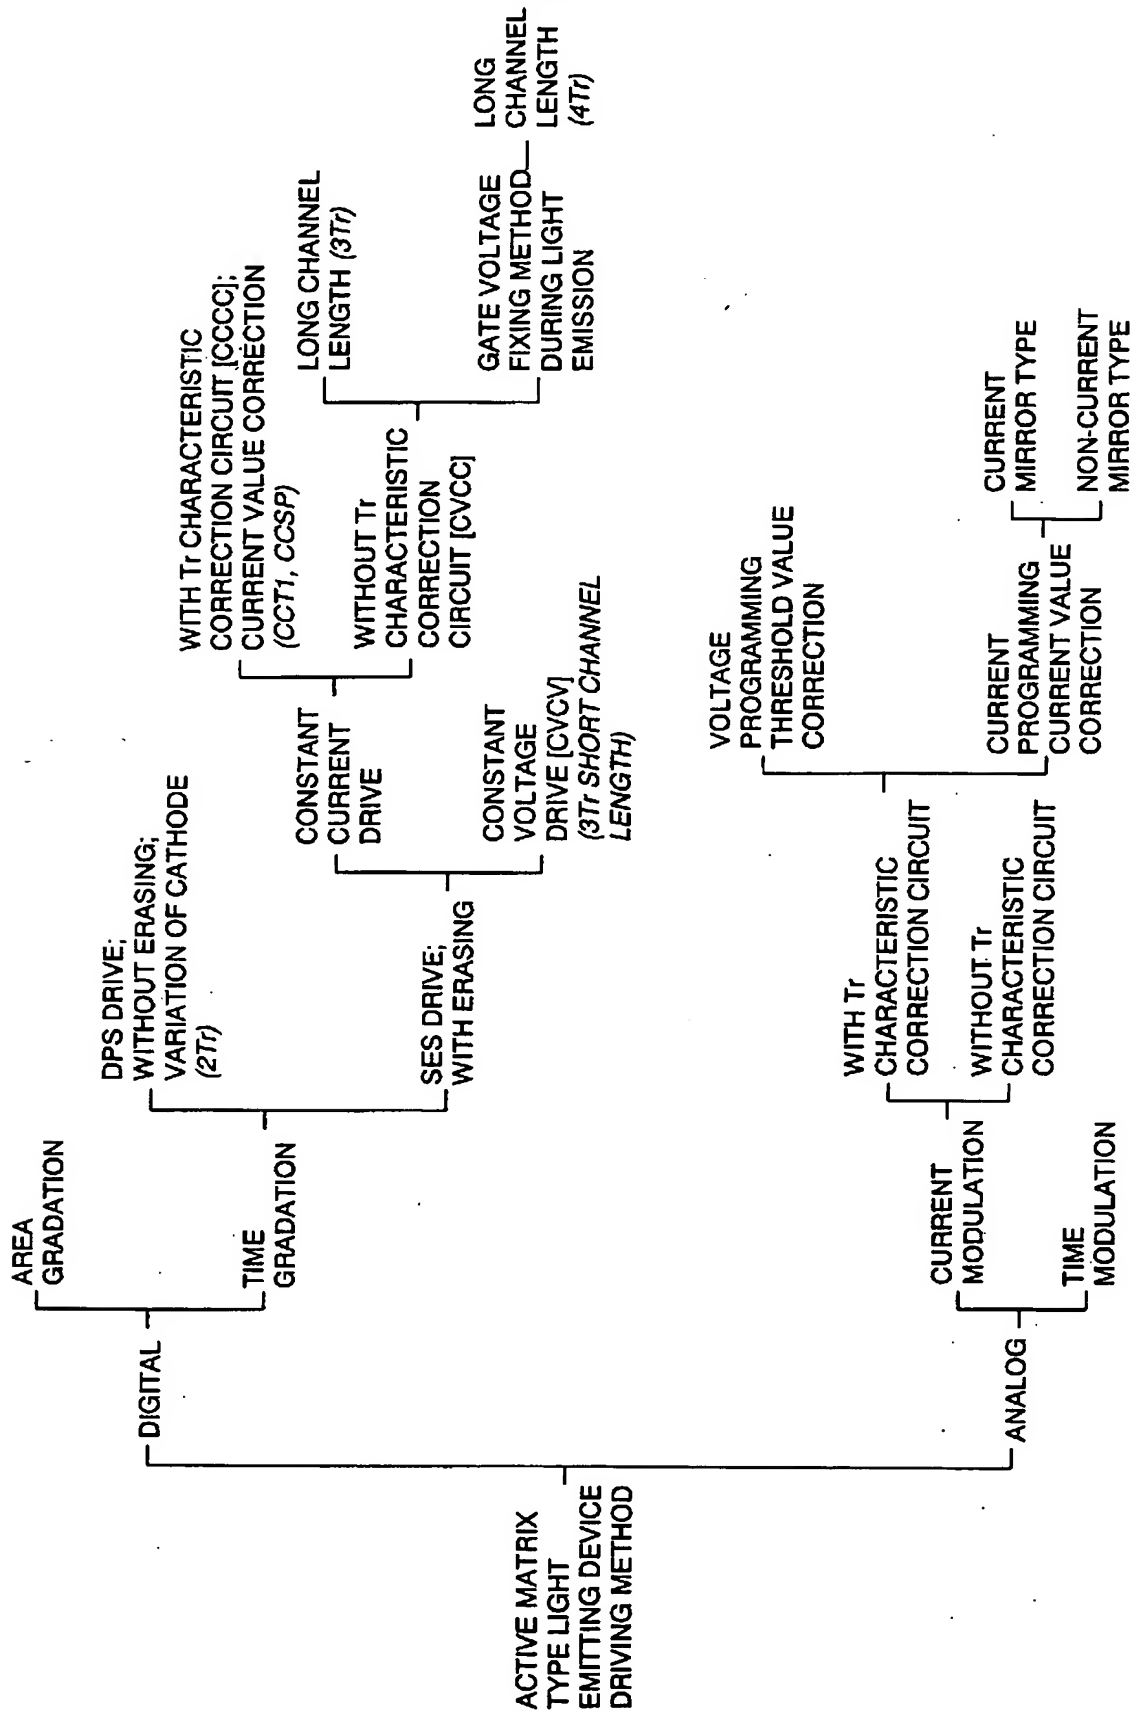 ACTIVE MATRIX
TYPE LIGHT
EMITTING DEVICE
DRIVING METHOD
DIGITAL
AREA
GRADATION
TIME
GRADATION
DPS DRIVE;
WITHOUT ERASING;
VARIATION OF CATHODE
(2Tr)
SES DRIVE;
WITH ERASING
CONSTANT
CURRENT
DRIVE
WITH Tr CHARACTERISTIC
CORRECTION CIRCUIT [CCCC];
CURRENT VALUE CORRECTION
(CCT1, CCSP)
WITHOUT Tr
CHARACTERISTIC
CORRECTION
CIRCUIT [CVCC]
LONG CHANNEL
LENGTH (3Tr)
GATE VOLTAGE
FIXING METHOD
DURING LIGHT
EMISSION
LONG
CHANNEL
LENGTH
(4Tr)
CONSTANT
VOLTAGE
DRIVE [CVCV]
(3Tr SHORT CHANNEL
LENGTH)
ANALOG
CURRENT
MODULATION
TIME
MODULATION
WITH Tr
CHARACTERISTIC
CORRECTION CIRCUIT
WITHOUT Tr
CHARACTERISTIC
CORRECTION CIRCUIT
VOLTAGE
PROGRAMMING
THRESHOLD VALUE
CORRECTION
CURRENT
PROGRAMMING
CURRENT VALUE
CORRECTION
CURRENT
MIRROR TYPE
NON-CURRENT
MIRROR TYPE